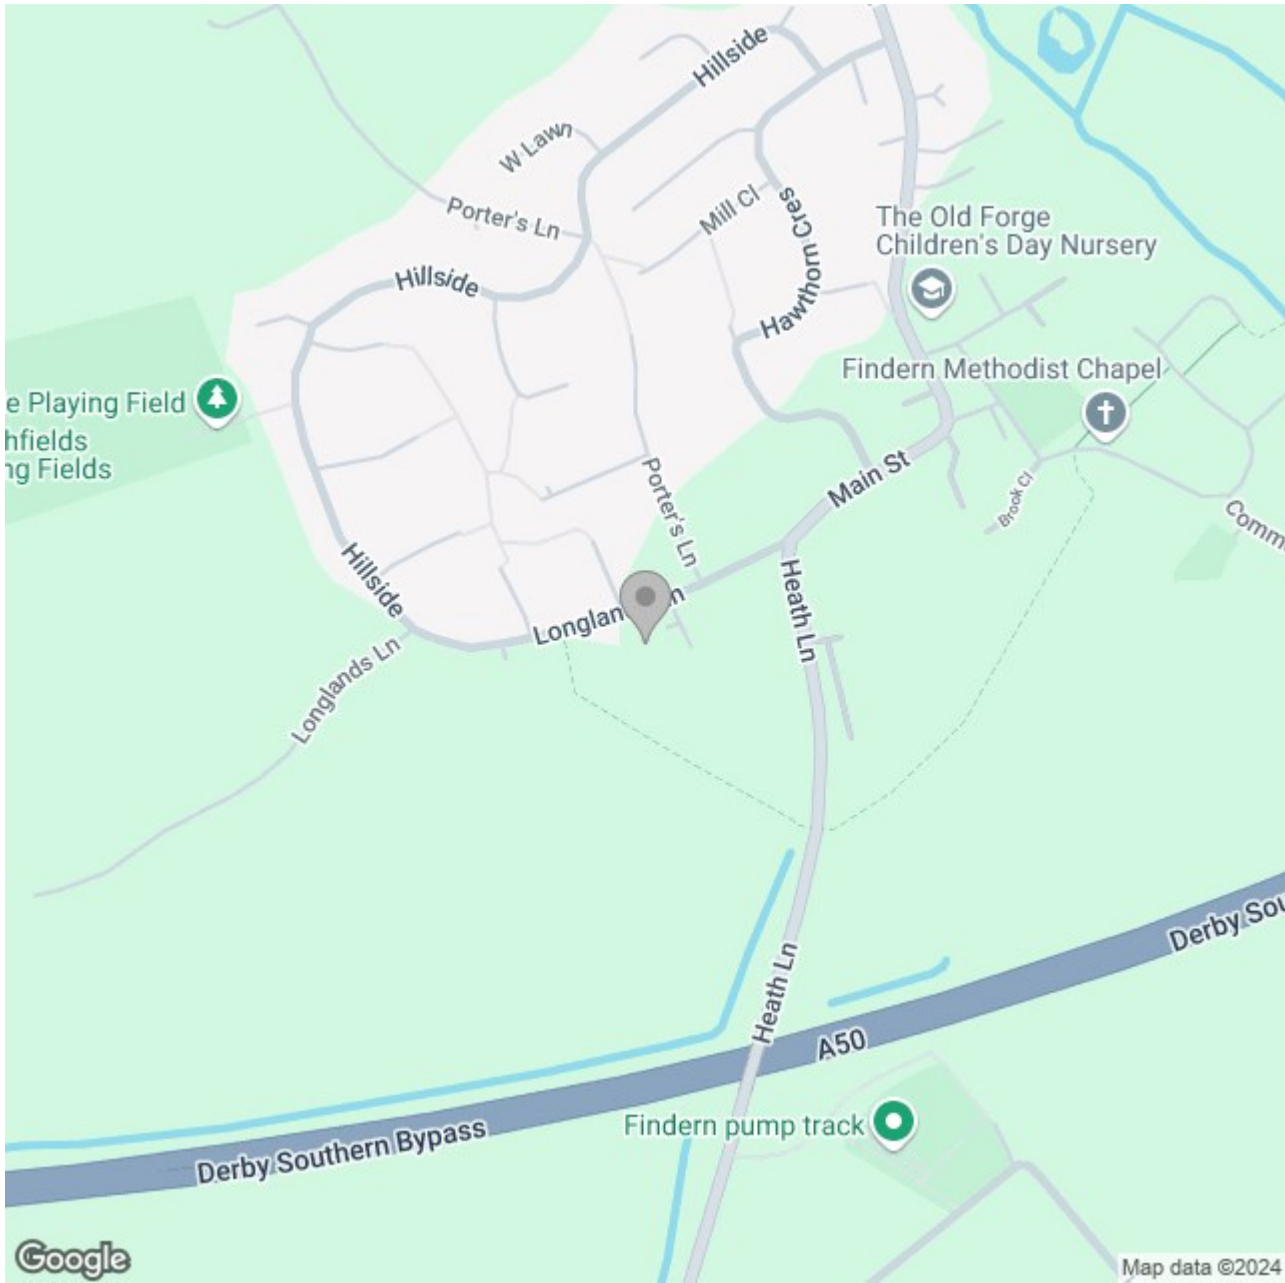 Hillside
W Lawn
Porter's Ln
Mill Cl
Hawthorn Cres
The Old Forge
Children's Day Nursery
Hillside
Findern Methodist Chapel
e Playing Field
hfields
ng Fields
Main St
Porter's Ln
Brook Cl
Comm
Hillside
Heath Ln
Longlan
n
Longlands Ln
Derby Sou
Heath Ln
A50
Findern pump track
Derby Southern Bypass
Google
Map data ©2024